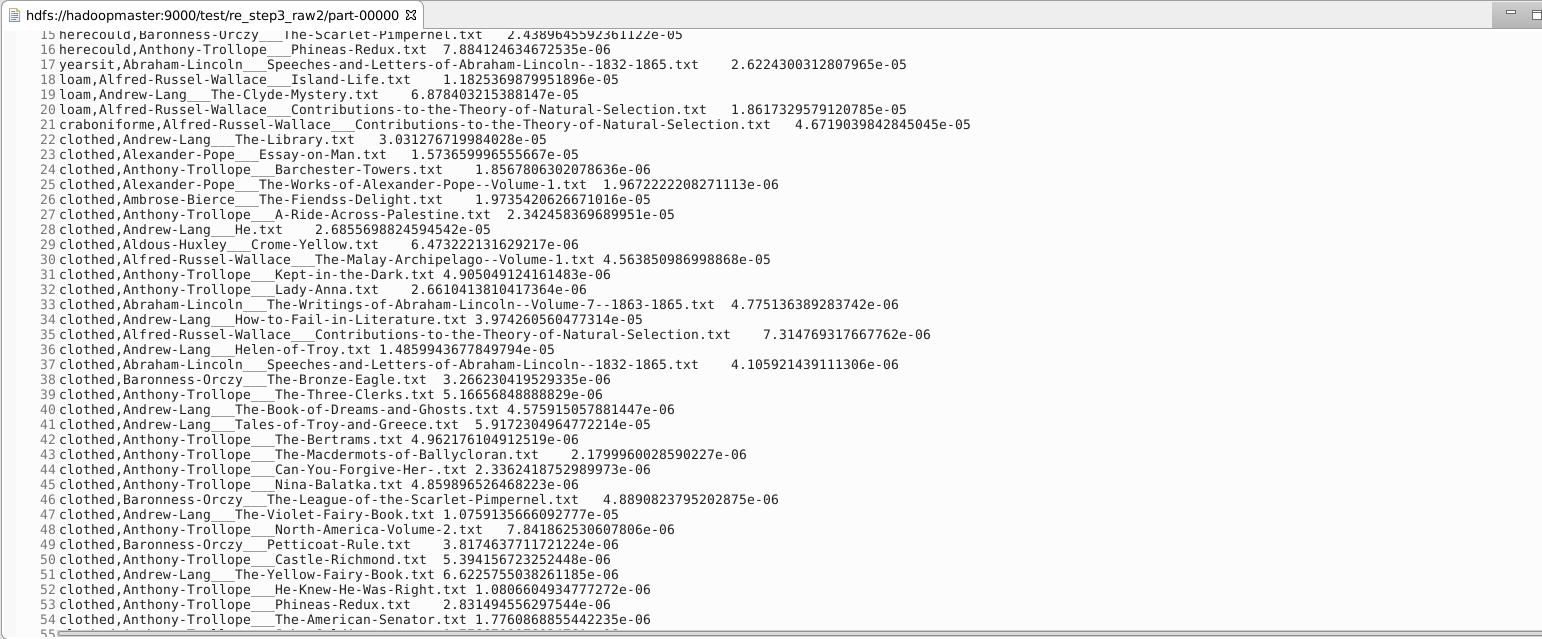 hdfs://hadoopmaster:9000/test/re_step3_raw2/part-00000
15 herecould,Baronness-Orczy___The-Scarlet-Pimpernel.txt 2.4389645592361122e-05
16 herecould,Anthony-Trollope___Phineas-Redux.txt 7.884124634672535e-06
17 yearsit,Abraham-Lincoln___Speeches-and-Letters-of-Abraham-Lincoln--1832-1865.txt 2.6224300312807965e-05
18 loam,Alfred-Russel-Wallace___Island-Life.txt 1.1825369879951896e-05
19 loam,Andrew-Lang___The-Clyde-Mystery.txt 6.878403215388147e-05
20 loam,Alfred-Russel-Wallace___Contributions-to-the-Theory-of-Natural-Selection.txt 1.8617329579120785e-05
21 craboniforme,Alfred-Russel-Wallace___Contributions-to-the-Theory-of-Natural-Selection.txt 4.6719039842845045e-05
22 clothed,Andrew-Lang___The-Library.txt 3.031276719984028e-05
23 clothed,Alexander-Pope___Essay-on-Man.txt 1.573659996555667e-05
24 clothed,Anthony-Trollope___Barchester-Towers.txt 1.8567806302078636e-06
25 clothed,Alexander-Pope___The-Works-of-Alexander-Pope--Volume-1.txt 1.9672222208271113e-06
26 clothed,Ambrose-Bierce___The-Fiendss-Delight.txt 1.9735420626671016e-05
27 clothed,Anthony-Trollope___A-Ride-Across-Palestine.txt 2.342458369689951e-05
28 clothed,Andrew-Lang___He.txt 2.6855698824594542e-05
29 clothed,Aldous-Huxley___Crome-Yellow.txt 6.473222131629217e-06
30 clothed,Alfred-Russel-Wallace___The-Malay-Archipelago--Volume-1.txt 4.563850986998868e-05
31 clothed,Anthony-Trollope___Kept-in-the-Dark.txt 4.905049124161483e-06
32 clothed,Anthony-Trollope___Lady-Anna.txt 2.6610413810417364e-06
33 clothed,Abraham-Lincoln___The-Writings-of-Abraham-Lincoln--Volume-7--1863-1865.txt 4.775136389283742e-06
34 clothed,Andrew-Lang___How-to-Fail-in-Literature.txt 3.974260560477314e-05
35 clothed,Alfred-Russel-Wallace___Contributions-to-the-Theory-of-Natural-Selection.txt 7.314769317667762e-06
36 clothed,Andrew-Lang___Helen-of-Troy.txt 1.4859943677849794e-05
37 clothed,Abraham-Lincoln___Speeches-and-Letters-of-Abraham-Lincoln--1832-1865.txt 4.105921439111306e-06
38 clothed,Baronness-Orczy___The-Bronze-Eagle.txt 3.266230419529335e-06
39 clothed,Anthony-Trollope___The-Three-Clerks.txt 5.16656848888829e-06
40 clothed,Andrew-Lang___The-Book-of-Dreams-and-Ghosts.txt 4.575915057881447e-06
41 clothed,Andrew-Lang___Tales-of-Troy-and-Greece.txt 5.9172304964772214e-05
42 clothed,Anthony-Trollope___The-Bertrams.txt 4.962176104912519e-06
43 clothed,Anthony-Trollope___The-Macdermots-of-Ballycloran.txt 2.1799960028590227e-06
44 clothed,Anthony-Trollope___Can-You-Forgive-Her-.txt 2.3362418752989973e-06
45 clothed,Anthony-Trollope___Nina-Balatka.txt 4.859896526468223e-06
46 clothed,Baronness-Orczy___The-League-of-the-Scarlet-Pimpernel.txt 4.8890823795202875e-06
47 clothed,Andrew-Lang___The-Violet-Fairy-Book.txt 1.0759135666092777e-05
48 clothed,Anthony-Trollope___North-America-Volume-2.txt 7.841862530607806e-06
49 clothed,Baronness-Orczy___Petticoat-Rule.txt 3.8174637711721224e-06
50 clothed,Anthony-Trollope___Castle-Richmond.txt 5.394156723252448e-06
51 clothed,Andrew-Lang___The-Yellow-Fairy-Book.txt 6.6225755038261185e-06
52 clothed,Anthony-Trollope___He-Knew-He-Was-Right.txt 1.0806604934777272e-06
53 clothed,Anthony-Trollope___Phineas-Redux.txt 2.831494556297544e-06
54 clothed,Anthony-Trollope___The-American-Senator.txt 1.7760868855442235e-06
55